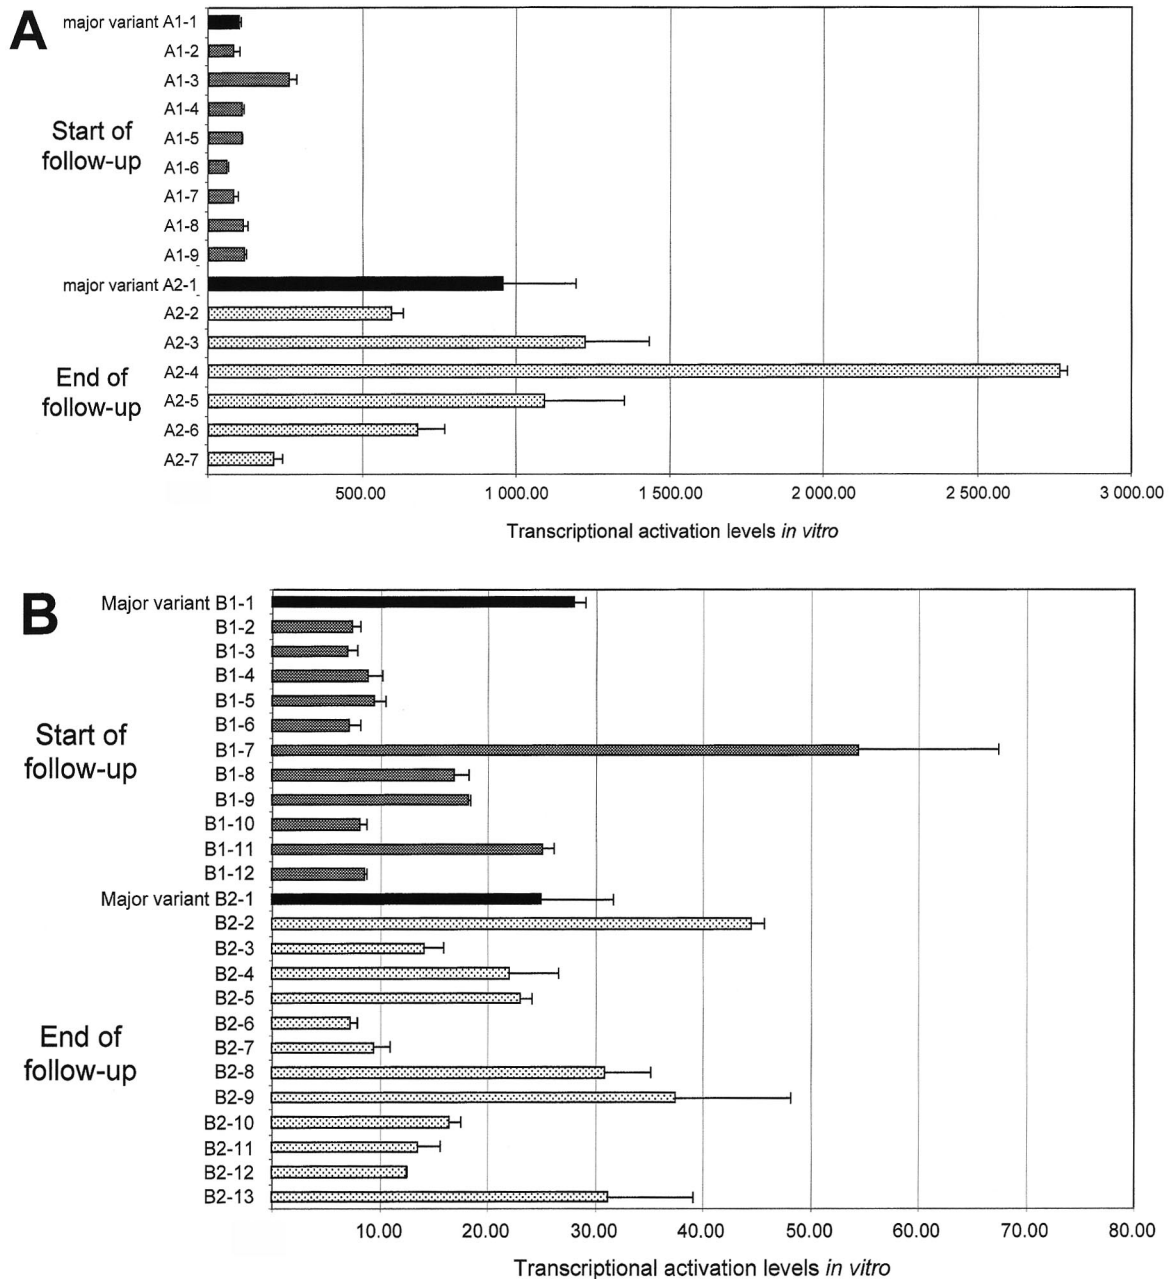 A
major variant A1-1
A1-2
A1-3
A1-4
Start of
follow-up
A1-5
A1-6
A1-7
A1-8
A1-9
major variant A2-1
A2-2
A2-3
End of
follow-up
A2-4
A2-5
A2-6
A2-7
500.00 1 000.00 1 500.00 2 000.00 2 500.00 3 000.00
Transcriptional activation levels in vitro
B
Major variant B1-1
B1-2
B1-3
B1-4
B1-5
B1-6
Start of
follow-up
B1-7
B1-8
B1-9
B1-10
B1-11
B1-12
Major variant B2-1
B2-2
B2-3
B2-4
B2-5
B2-6
End of
follow-up
B2-7
B2-8
B2-9
B2-10
B2-11
B2-12
B2-13
10.00 20.00 30.00 40.00 50.00 60.00 70.00 80.00
Transcriptional activation levels in vitro